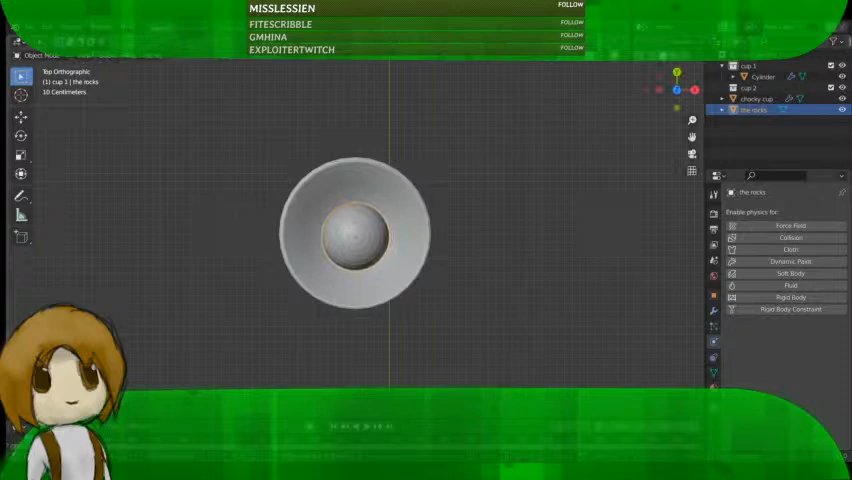 MISSLESSIEN FOLLOW
FITESCRIBBLE FOLLOW
GMHINA FOLLOW
EXPLOITERTWITCH FOLLOW
Object Mode
Top Orthographic
(1) cup 1 | the rocks
10 Centimeters
Y
X
Z
cup 1
Cylinder
cup 2
chocky cup
the rocks
the rocks
Enable physics for:
Force Field
Collision
Cloth
Dynamic Paint
Soft Body
Fluid
Rigid Body
Rigid Body Constraint